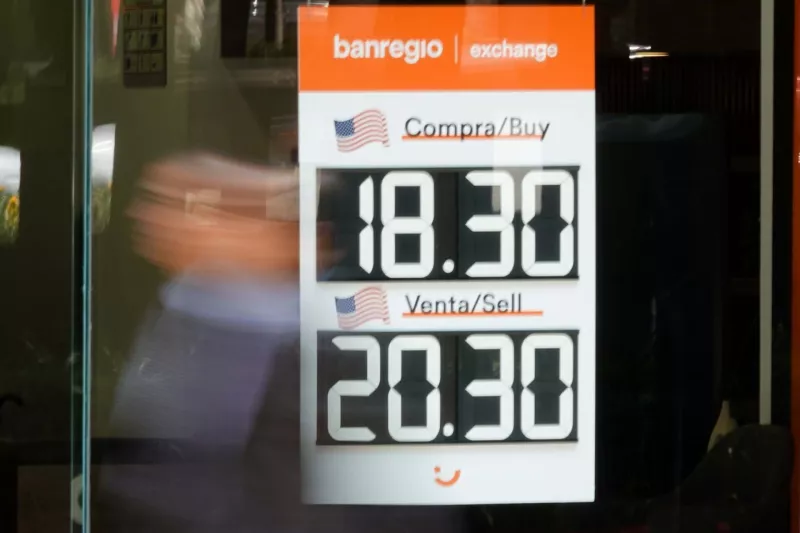 banregio | exchange
Compra/Buy
18.30
Venta/Sell
20.30